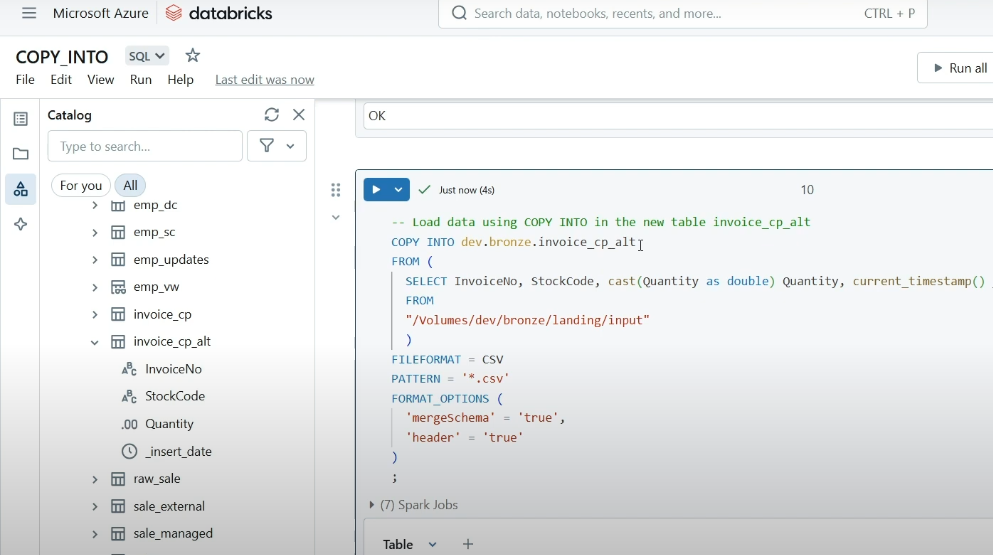 Microsoft Azure databricks Search data, notebooks, recents, and more... CTRL + P
COPY_INTO SQL
File Edit View Run Help Last edit was now
Run all
Catalog
Type to search...
For you All
emp_dc
emp_sc
emp_updates
emp_vw
invoice_cp
invoice_cp_alt
InvoiceNo
StockCode
.00 Quantity
_insert_date
raw_sale
sale_external
sale_managed
OK
Just now (4s) 10
-- Load data using COPY INTO in the new table invoice_cp_alt
COPY INTO dev.bronze.invoice_cp_alt
FROM (
SELECT InvoiceNo, StockCode, cast(Quantity as double) Quantity, current_timestamp()
FROM
"/Volumes/dev/bronze/landing/input"
)
FILEFORMAT = CSV
PATTERN = '*.csv'
FORMAT_OPTIONS (
'mergeSchema' = 'true',
'header' = 'true'
)
;
(7) Spark Jobs
Table +